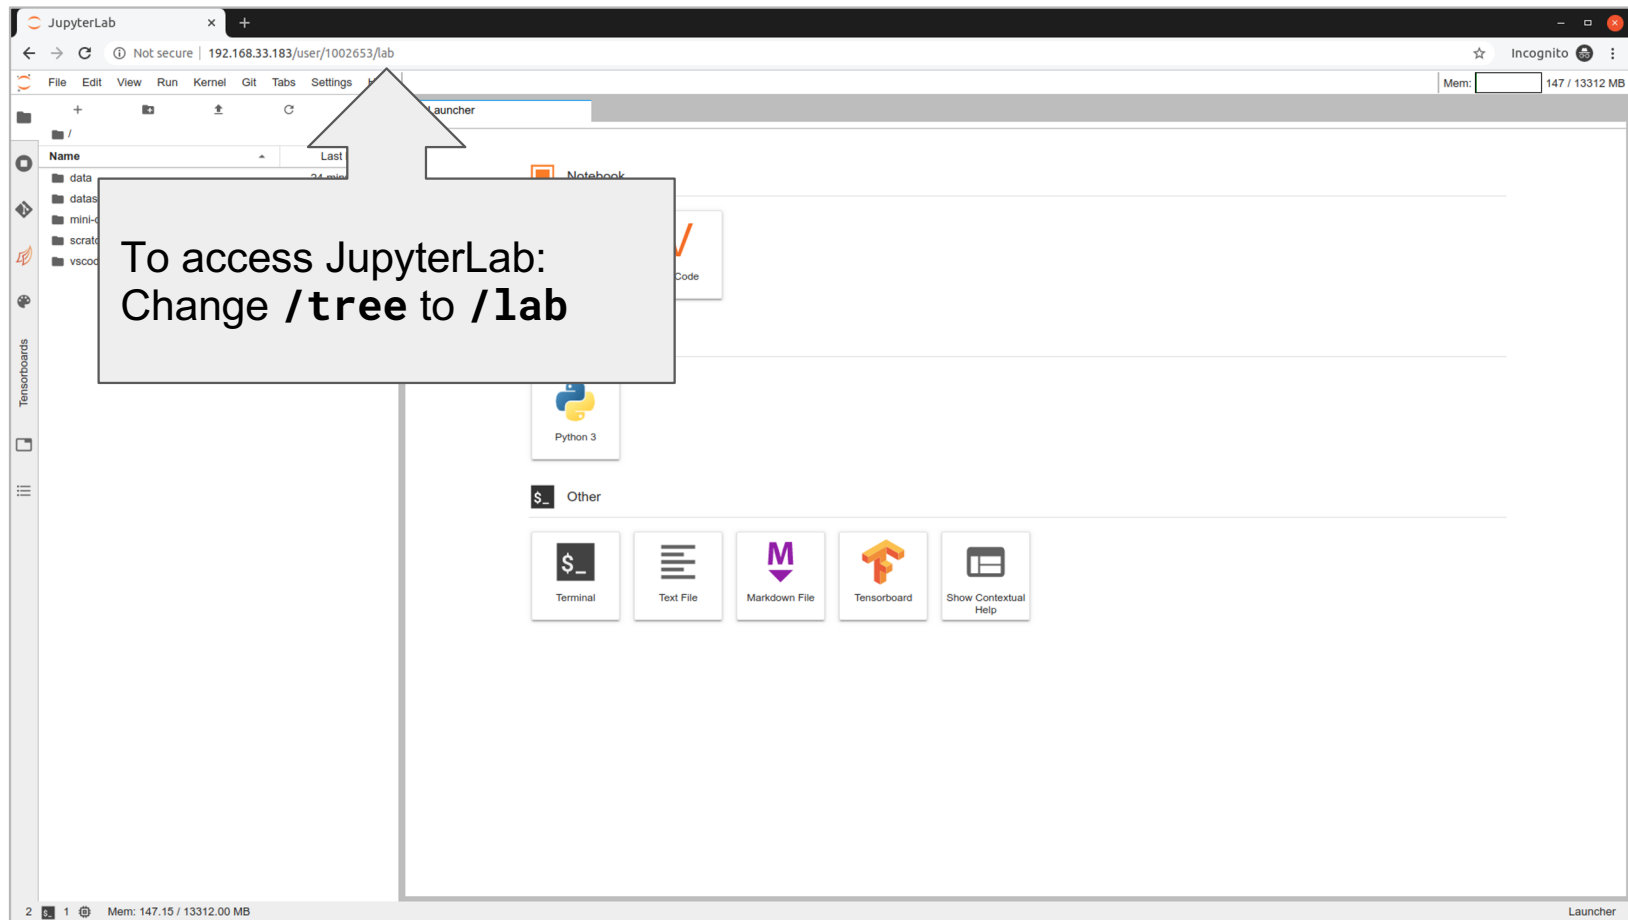 JupyterLab
Not secure | 192.168.33.183/user/1002653/lab
Incognito
File Edit View Run Kernel Git Tabs Settings
Mem: 147 / 13312 MB
Launcher
/
Name Last
data
Notebook
Code
To access JupyterLab:
Change /tree to /lab
Tensorboards
Python 3
$_ Other
$_
M
Terminal
Text File
Markdown File
Tensorboard
Show Contextual
Help
2 $_ 1 Mem: 147.15 / 13312.00 MB
Launcher